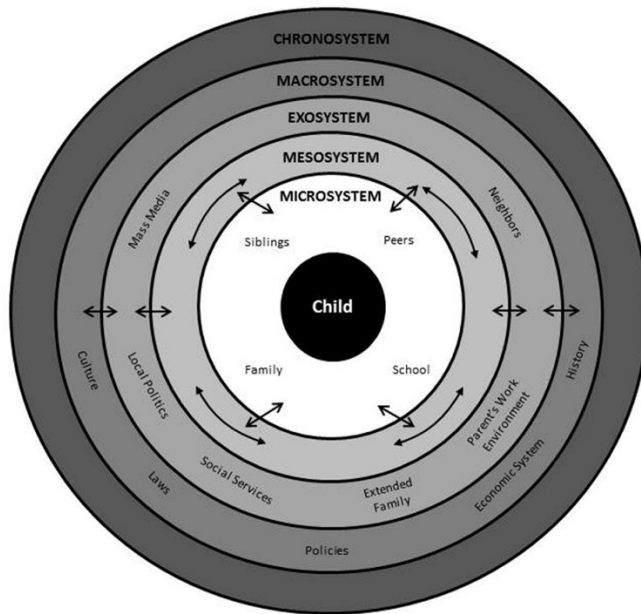 CHRONOSYSTEM
MACROSYSTEM
EXOSYSTEM
MESOSYSTEM
MICROSYSTEM
Mass Media
Neighbors
Siblings
Peers
Child
Family
School
Culture
Local Politics
Parent's Work
Environment
History
Social Services
Extended
Family
Economic System
Laws
Policies